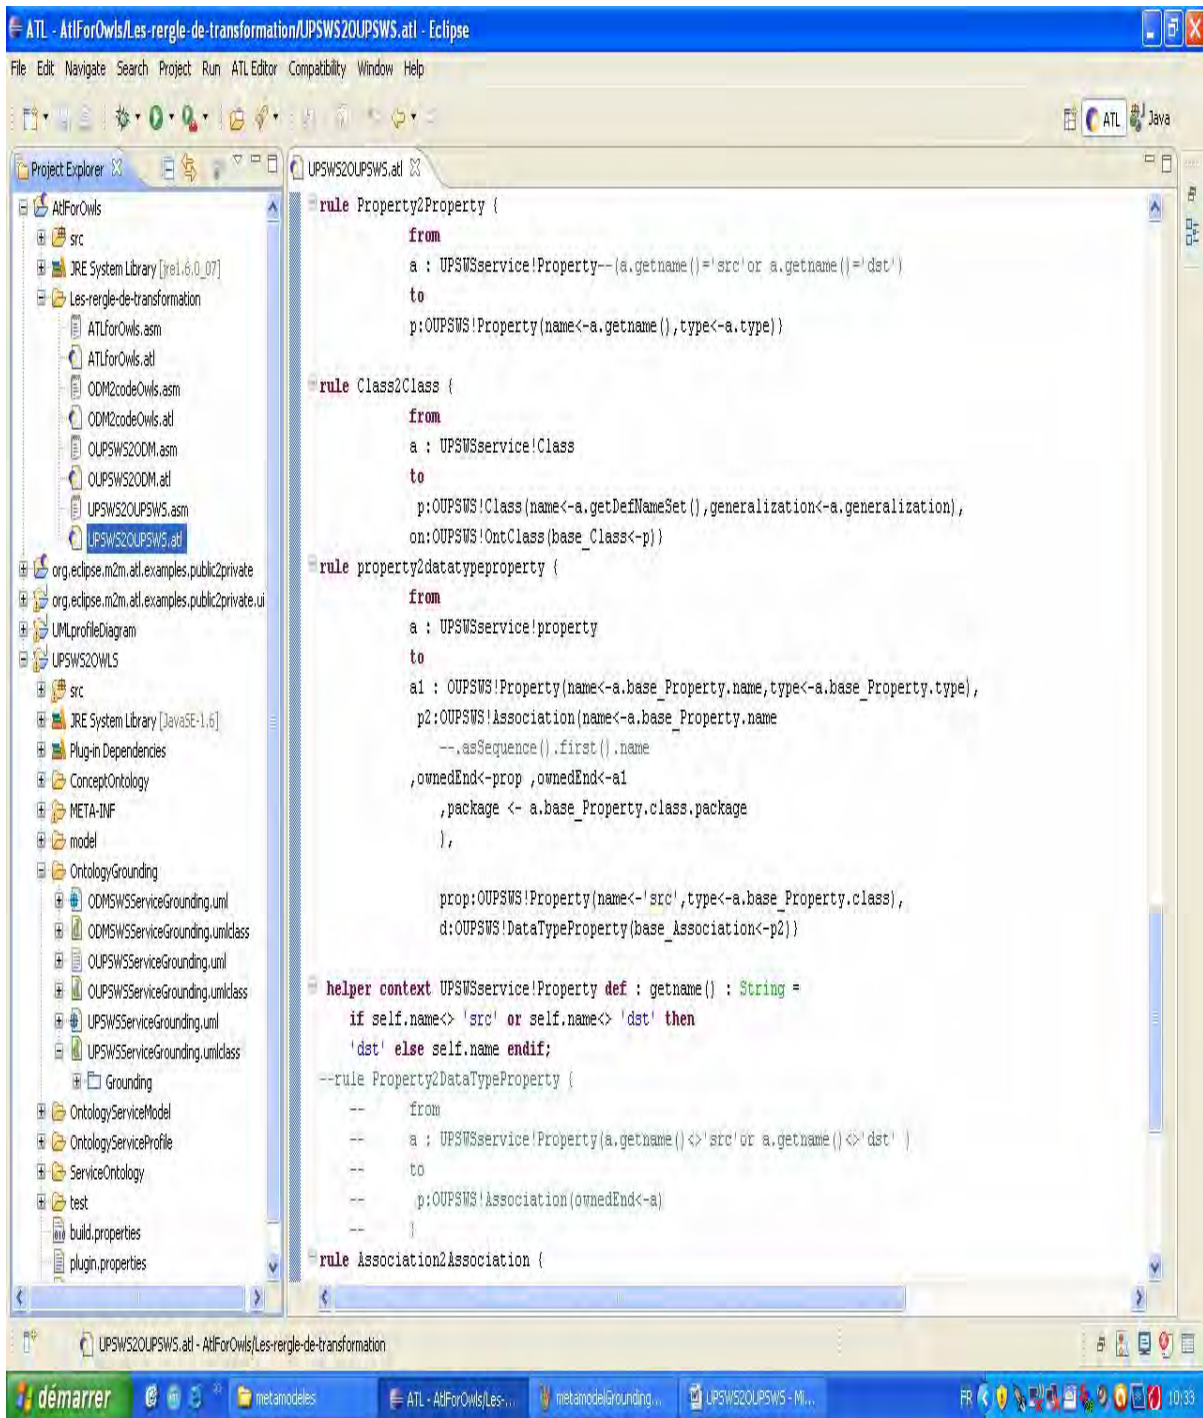 ATL - AtlForOwls/Les-rergle-de-transformation/UPSWS2OUPSWS.atl - Eclipse
File Edit Navigate Search Project Run ATL Editor Compatibility Window Help
ATL Java
Project Explorer
UPSWS2OUPSWS.atl
AtlForOwls
src
JRE System Library [jre1.6.0_07]
Les-rergle-de-transformation
ATLforOwls.asm
ATLforOwls.atl
ODM2codeOwls.asm
ODM2codeOwls.atl
OUPSWS2ODM.asm
OUPSWS2ODM.atl
UPSWS2OUPSWS.asm
UPSWS2OUPSWS.atl
org.eclipse.m2m.atl.examples.public2private
org.eclipse.m2m.atl.examples.public2private.ui
UMLprofileDiagram
UPSWS2OWLS
src
JRE System Library [JavaSE-1.6]
Plug-in Dependencies
ConceptOntology
META-INF
model
OntologyGrounding
ODMSWSServiceGrounding.uml
ODMSWSServiceGrounding.umlclass
OUPSWSServiceGrounding.uml
OUPSWSServiceGrounding.umlclass
UPSWSServiceGrounding.uml
UPSWSServiceGrounding.umlclass
Grounding
OntologyServiceModel
OntologyServiceProfile
ServiceOntology
test
build.properties
plugin.properties
rule Property2Property {
from
a : UPSWSservice!Property--(a.getname()='src'or a.getname()='dst')
to
p:OUPSWS!Property(name<-a.getname(),type<-a.type)}
rule Class2Class {
from
a : UPSWSservice!Class
to
p:OUPSWS!Class(name<-a.getDefNameSet(),generalization<-a.generalization),
on:OUPSWS!OntClass(base_Class<-p)}
rule property2datatypeproperty {
from
a : UPSWSservice!property
to
a1 : OUPSWS!Property(name<-a.base_Property.name,type<-a.base_Property.type),
p2:OUPSWS!Association(name<-a.base_Property.name
--.asSequence().first().name
,ownedEnd<-prop ,ownedEnd<-a1
,package <- a.base_Property.class.package
),
prop:OUPSWS!Property(name<-'src',type<-a.base_Property.class),
d:OUPSWS!DataTypeProperty(base_Association<-p2)}
helper context UPSWSservice!Property def : getname() : String =
if self.name<> 'src' or self.name<> 'dst' then
'dst' else self.name endif;
--rule Property2DataTypeProperty {
-- from
-- a : UPSWSservice!Property(a.getname()<>'src'or a.getname()<>'dst' )
-- to
-- p:OUPSWS!Association(ownedEnd<-a)
-- }
rule Association2Association {
UPSWS2OUPSWS.atl - AtlForOwls/Les-rergle-de-transformation
démarrer
metamodeles
ATL - AtlForOwls/Les-...
metamodelGrounding...
UPSWS2OUPSWS - Mi...
FR
10:33